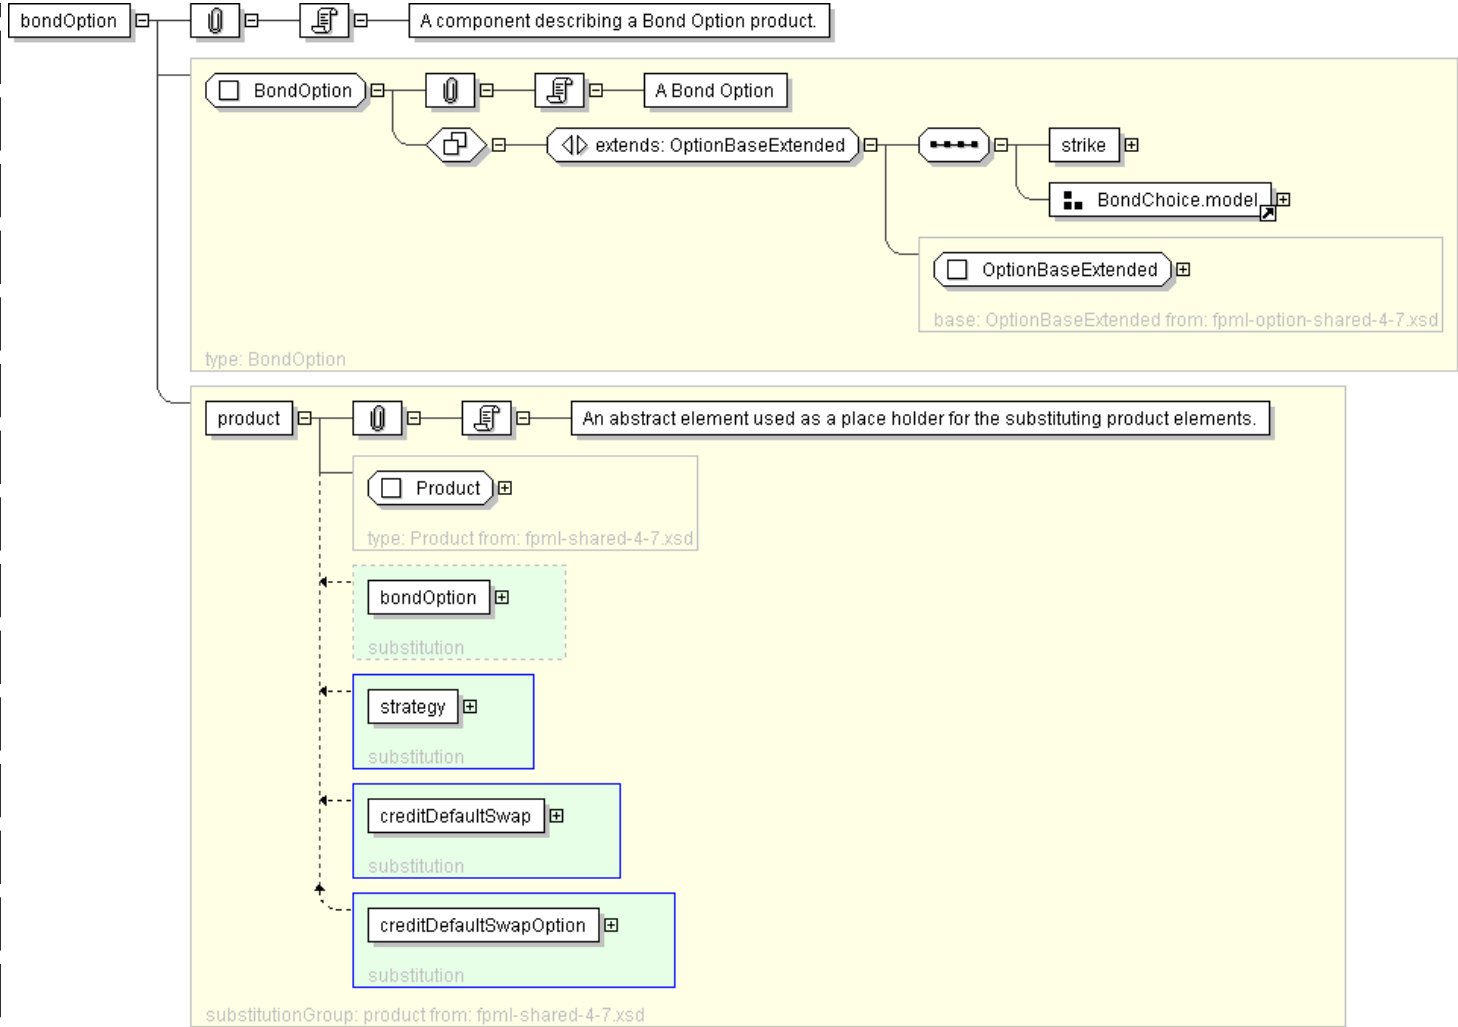 bondOption
A component describing a Bond Option product.
BondOption
A Bond Option
extends: OptionBaseExtended
strike
BondChoice.model
OptionBaseExtended
base: OptionBaseExtended from: fpml-option-shared-4-7.xsd
type: BondOption
product
An abstract element used as a place holder for the substituting product elements.
Product
type: Product from: fpml-shared-4-7.xsd
bondOption
substitution
strategy
substitution
creditDefaultSwap
substitution
creditDefaultSwapOption
substitution
substitutionGroup: product from: fpml-shared-4-7.xsd